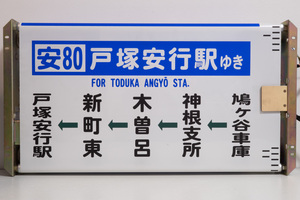 安80 戸塚安行駅ゆき
FOR TODUKA ANGYŌ STA.
鳩ヶ谷車庫
←
神根支所
←
木曽呂
←
新町東
←
戸塚安行駅